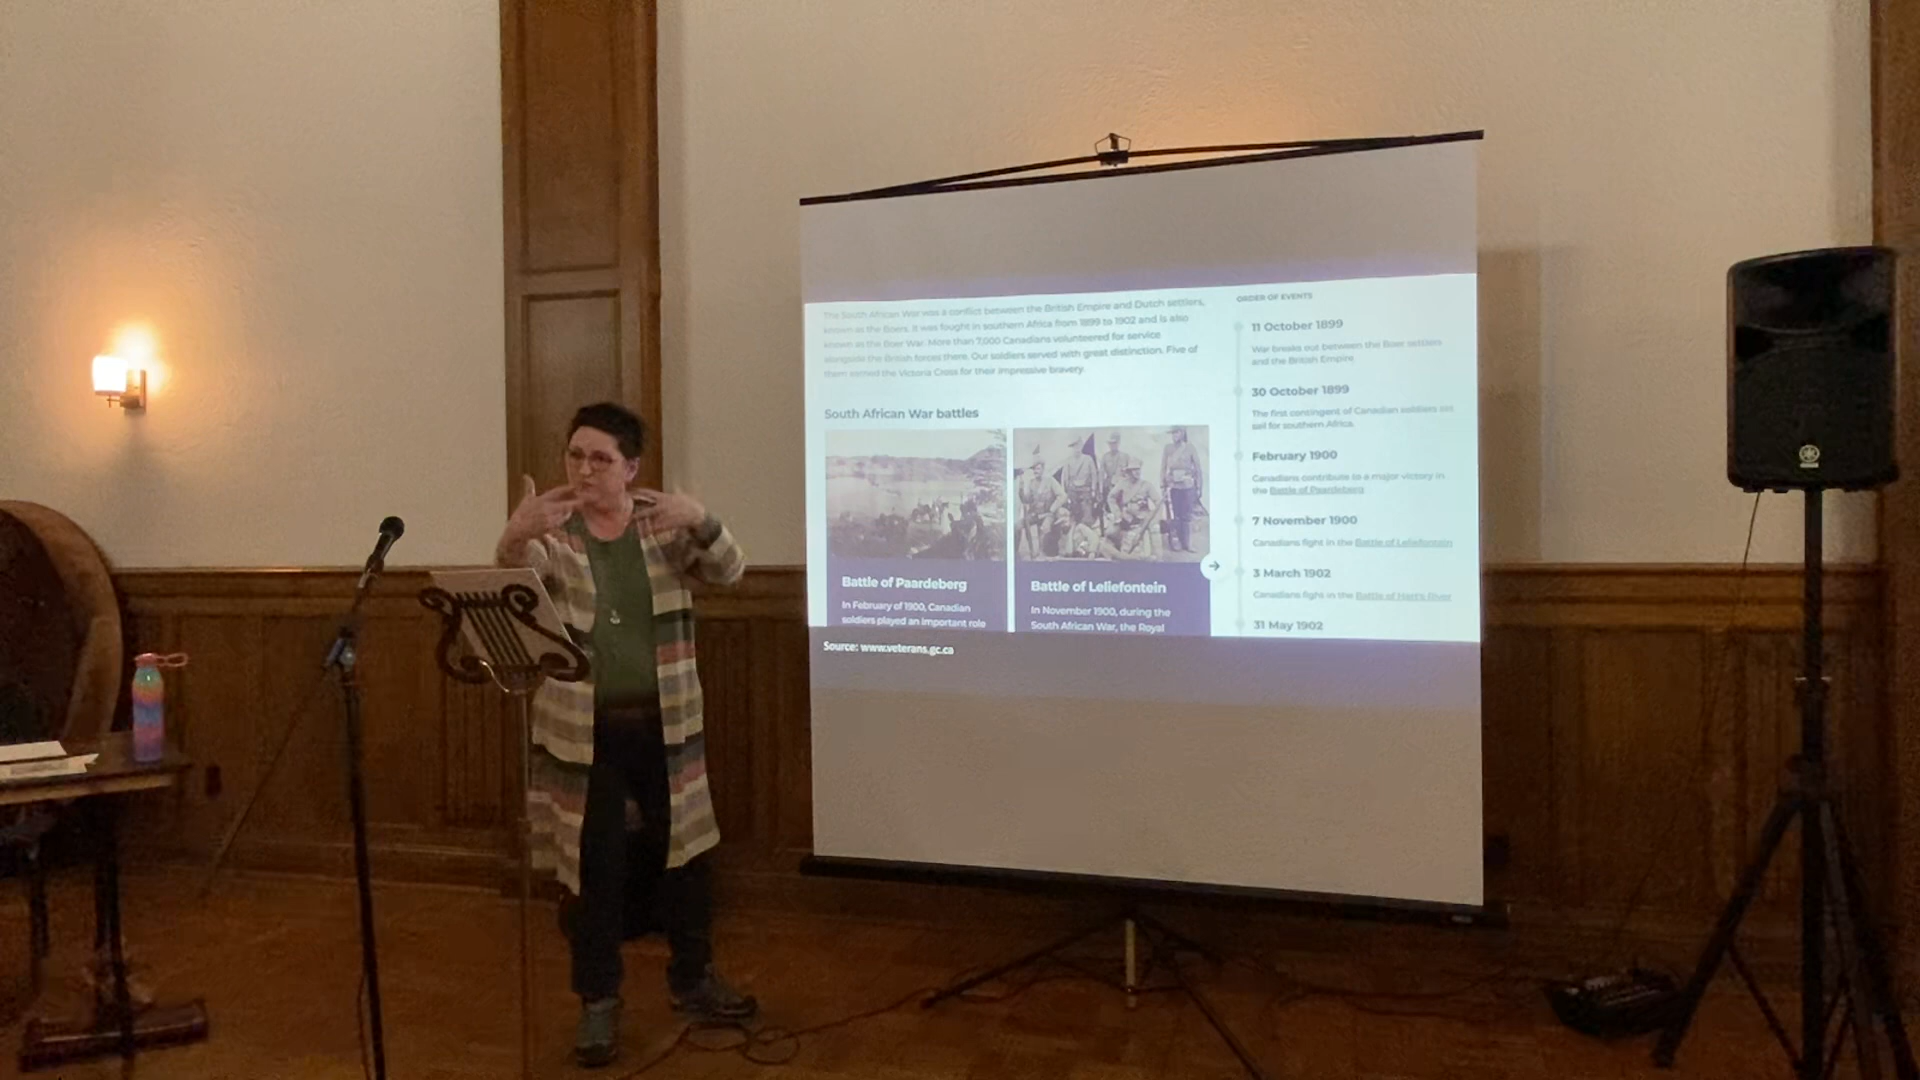 The South African War was a conflict between the British Empire and Dutch settlers,
known as the Boers. It was fought in southern Africa from 1899 to 1902 and is also
known as the Boer War. More than 7,000 Canadians volunteered for service
alongside the British forces there. Our soldiers served with great distinction. Five of
them earned the Victoria Cross for their impressive bravery.
South African War battles
Battle of Paardeberg
In February of 1900, Canadian
soldiers played an important role
Battle of Leliefontein
In November 1900, during the
South African War, the Royal
ORDER OF EVENTS
11 October 1899
War breaks out between the Boer settlers
and the British Empire
30 October 1899
The first contingent of Canadian soldiers set
sail for southern Africa.
February 1900
Canadians contribute to a major victory in
the Battle of Paardeberg
7 November 1900
Canadians fight in the Battle of Leliefontein
3 March 1902
Canadians fight in the Battle of Hart's River
31 May 1902
Source: www.veterans.gc.ca